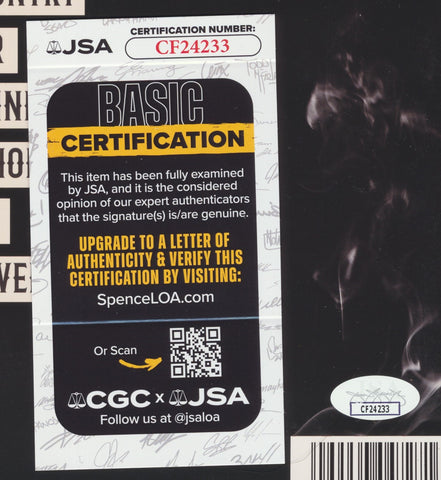 JSA
CERTIFICATION NUMBER:
CF24233
BASIC
CERTIFICATION
This item has been fully examined
by JSA, and it is the considered
opinion of our expert authenticators
that the signature(s) is/are genuine.
UPGRADE TO A LETTER OF
AUTHENTICITY & VERIFY THIS
CERTIFICATION BY VISITING:
SpenceLOA.com
Or Scan
CGC x JSA
Follow us at @jsaloa
CF24233